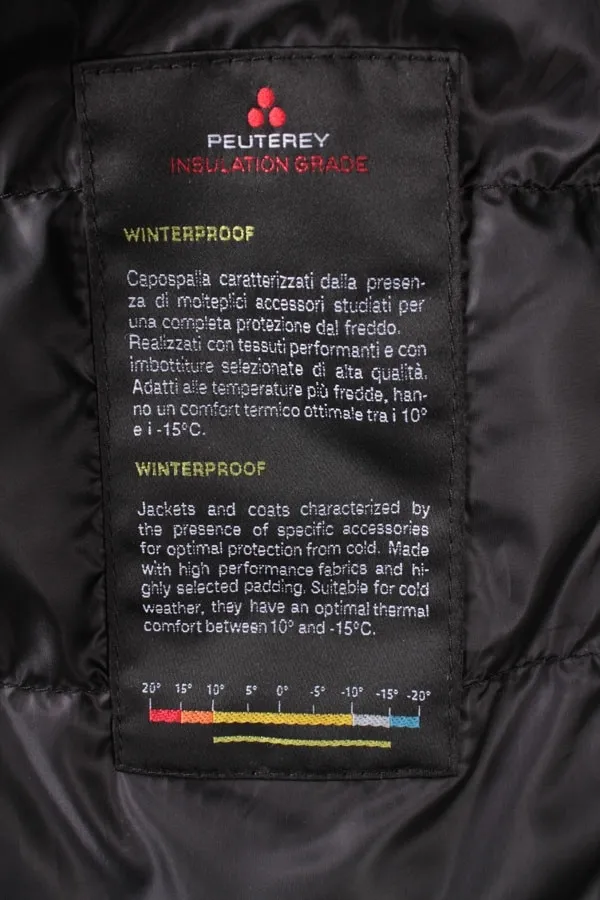 PEUTEREY
INSULATION GRADE
WINTERPROOF
Capospalla caratterizzati dalla presen-
za di molteplici accessori studiati per
una completa protezione dal freddo.
Realizzati con tessuti performanti e con
imbottiture selezionate di alta qualità.
Adatti alle temperature più fredde, han-
no un comfort termico ottimale tra i 10°
e i -15°C.
WINTERPROOF
Jackets and coats characterized by
the presence of specific accessories
for optimal protection from cold. Made
with high performance fabrics and hi-
ghly selected padding. Suitable for cold
weather, they have an optimal thermal
comfort between 10° and -15°C.
20° 15° 10° 5° 0° -5° -10° -15° -20°